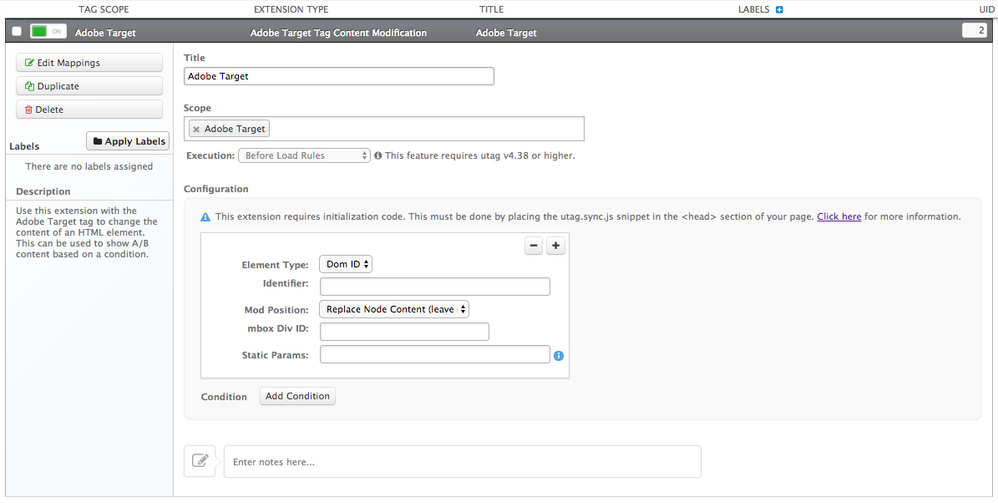 TAG SCOPE EXTENSION TYPE TITLE LABELS UID
ON Adobe Target Adobe Target Tag Content Modification Adobe Target 2
Edit Mappings
Duplicate
Delete
Labels Apply Labels
There are no labels assigned
Description
Use this extension with the
Adobe Target tag to change the
content of an HTML element.
This can be used to show A/B
content based on a condition.
Title
Adobe Target
Scope
Adobe Target
Execution: Before Load Rules This feature requires utag v4.38 or higher.
Configuration
This extension requires initialization code. This must be done by placing the utag.sync.js snippet in the <head> section of your page. Click here for more information.
Element Type: Dom ID
Identifier:
Mod Position: Replace Node Content (leave
mbox Div ID:
Static Params:
Condition Add Condition
Enter notes here...